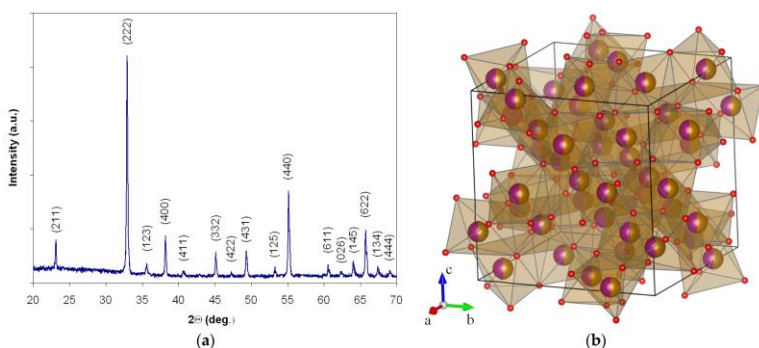 (a)
Intensity (a.u.)
(211)
(222)
(123)
(400)
(411)
(332)
(422)
(431)
(125)
(440)
(611)
(026)
(145)
(622)
(134)
(444)
20 25 30 35 40 45 50 55 60 65 70
2Θ (deg.)
(a)
c
a
b
(b)